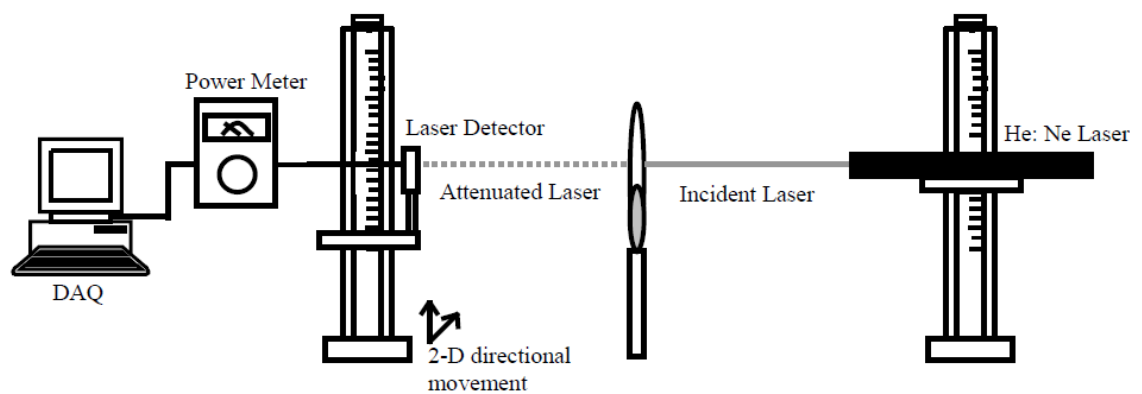 Power Meter
Laser Detector
He: Ne Laser
Attenuated Laser
Incident Laser
DAQ
2-D directional
movement